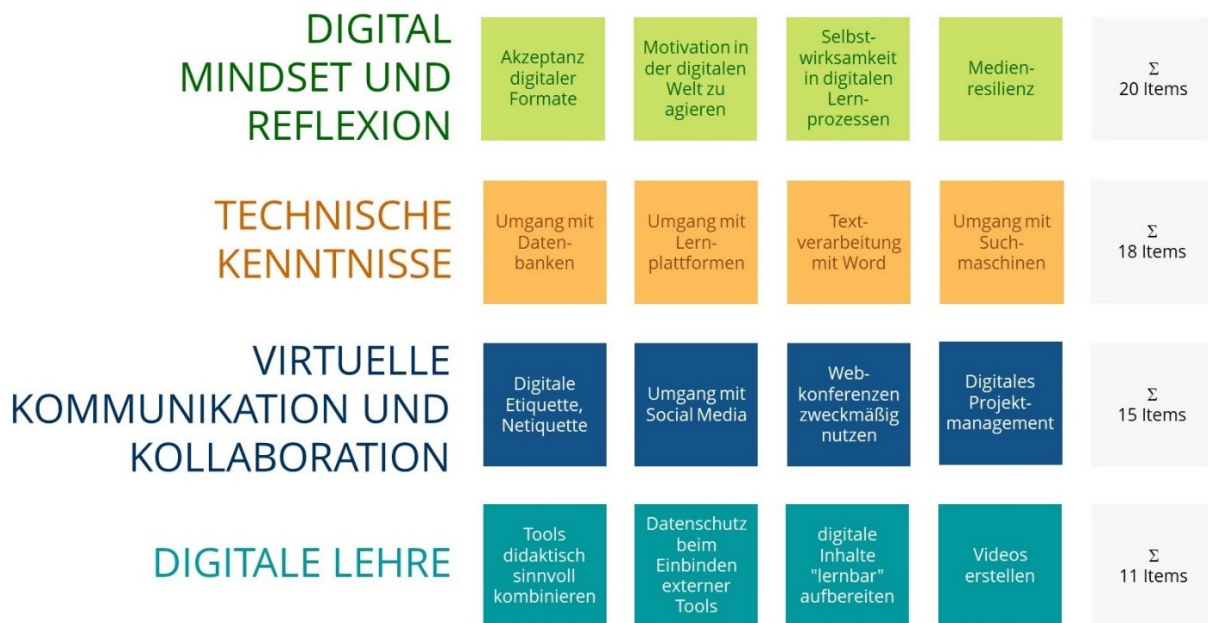 DIGITAL
MINDSET UND
REFLEXION
Akzeptanz
digitaler
Formate
Motivation in
der digitalen
Welt zu
agieren
Selbst-
wirksamkeit
in digitalen
Lern-
prozessen
Medien-
resilienz
Σ
20 Items
TECHNISCHE
KENNTNISSE
Umgang mit
Daten-
banken
Umgang mit
Lern-
plattformen
Text-
verarbeitung
mit Word
Umgang mit
Such-
maschinen
Σ
18 Items
VIRTUELLE
KOMMUNIKATION UND
KOLLABORATION
Digitale
Etiquette,
Netiquette
Umgang mit
Social Media
Web-
konferenzen
zweckmäßig
nutzen
Digitales
Projekt-
management
Σ
15 Items
DIGITALE LEHRE
Tools
didaktisch
sinnvoll
kombinieren
Datenschutz
beim
Einbinden
externer
Tools
digitale
Inhalte
"lernbar"
aufbereiten
Videos
erstellen
Σ
11 Items